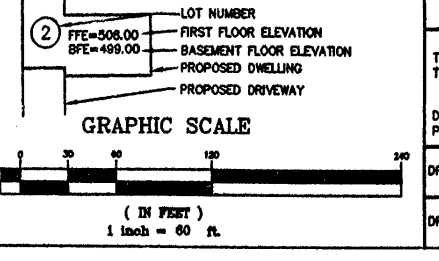 LOT NUMBER
2
FFE=506.00 FIRST FLOOR ELEVATION
BFE=499.00 BASEMENT FLOOR ELEVATION
PROPOSED DWELLING
PROPOSED DRIVEWAY
GRAPHIC SCALE
0 30 60 120 240
( IN FEET )
1 inch = 60 ft.